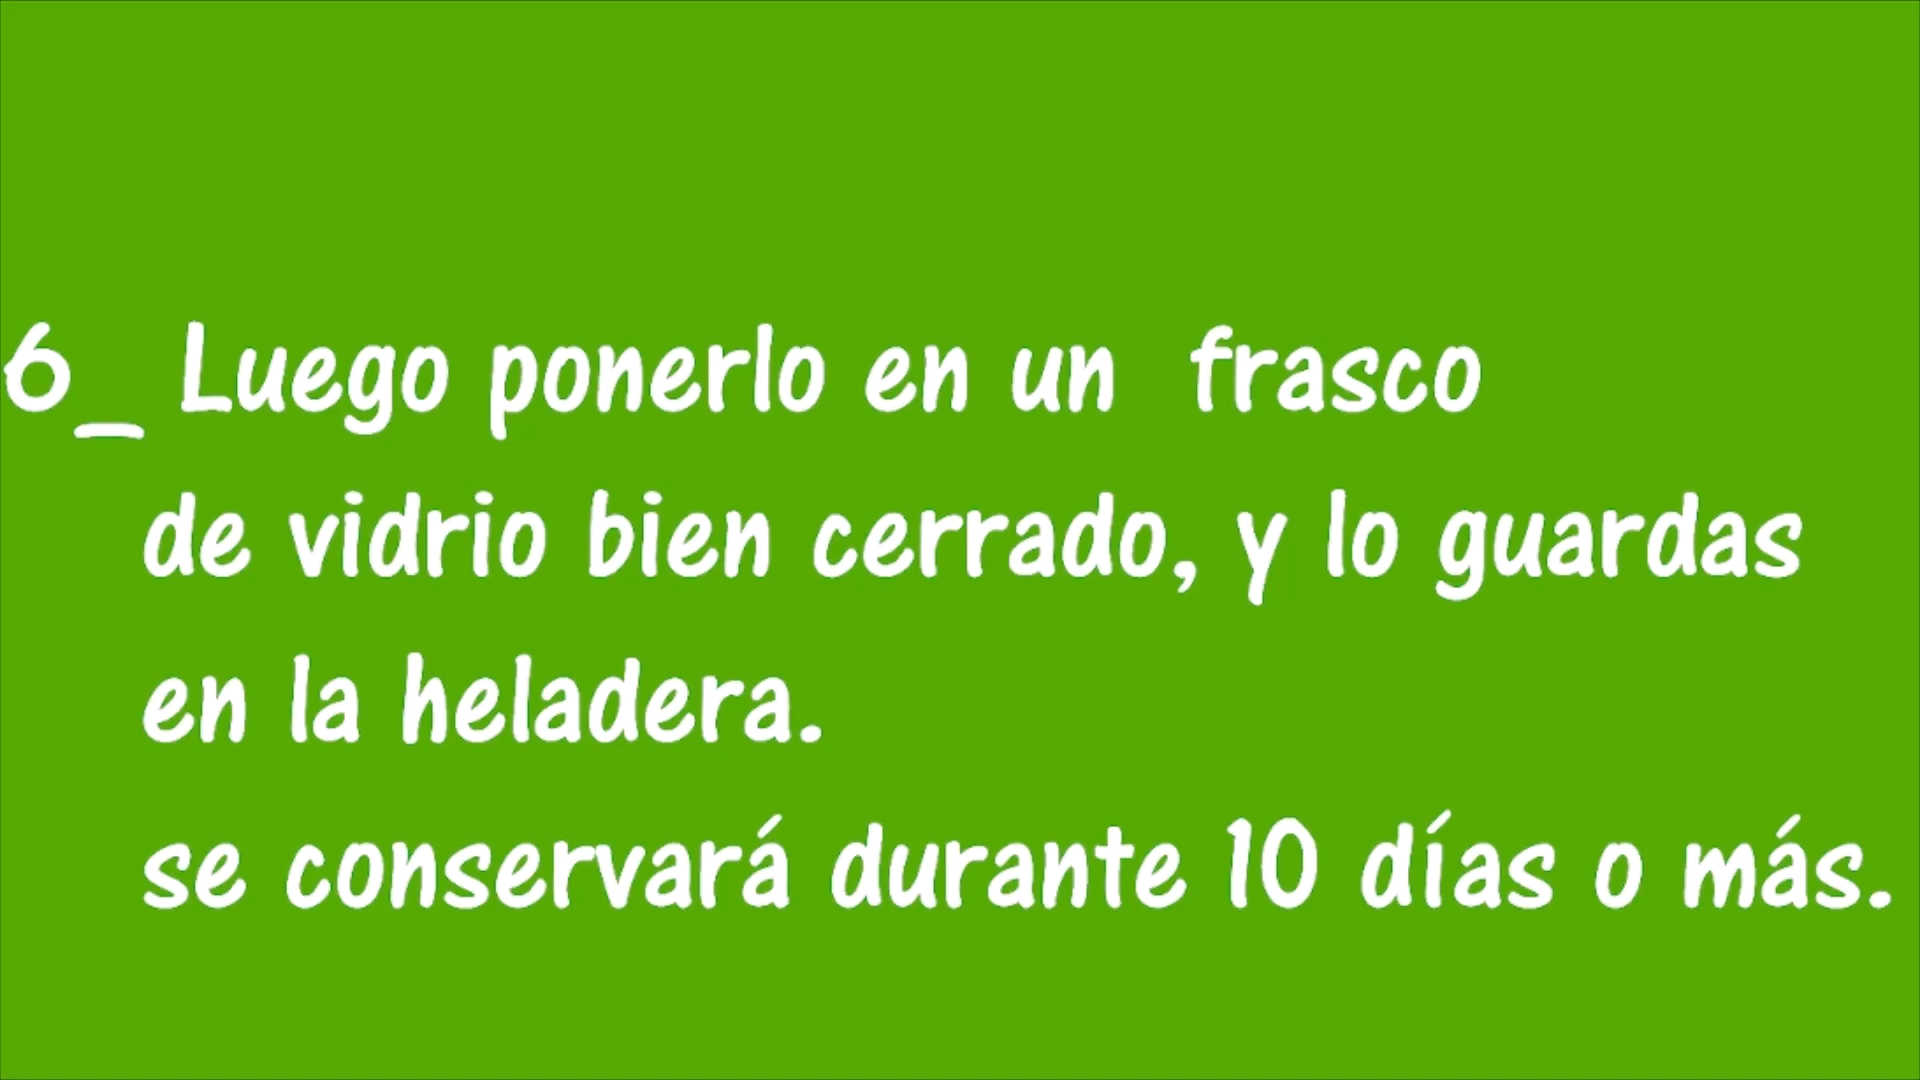 6_ Luego ponerlo en un  frasco
de vidrio bien cerrado, y lo guardas
en la heladera.
se conservará durante 10 días o más.